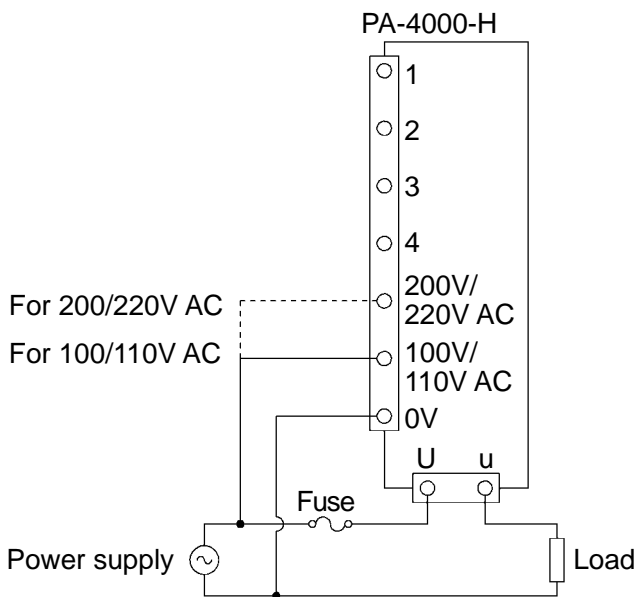 PA-4000-H
1
2
3
4
For 200/220V AC
200V/
220V AC
For 100/110V AC
100V/
110V AC
0V
U u
Fuse
Power supply
Load